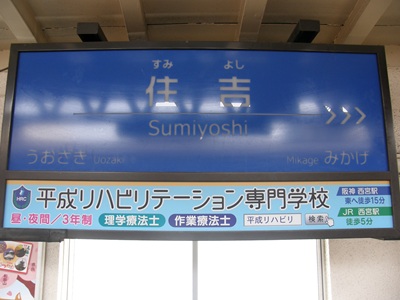 すみ よし
住 吉
Sumiyoshi
うおざき Uozaki Mikage みかげ
HRC 平成リハビリテーション専門学校
昼・夜間/3年制 理学療法士 作業療法士 平成リハビリ 検索
阪神 西宮駅
東へ徒歩15分
JR 西宮駅
徒歩5分